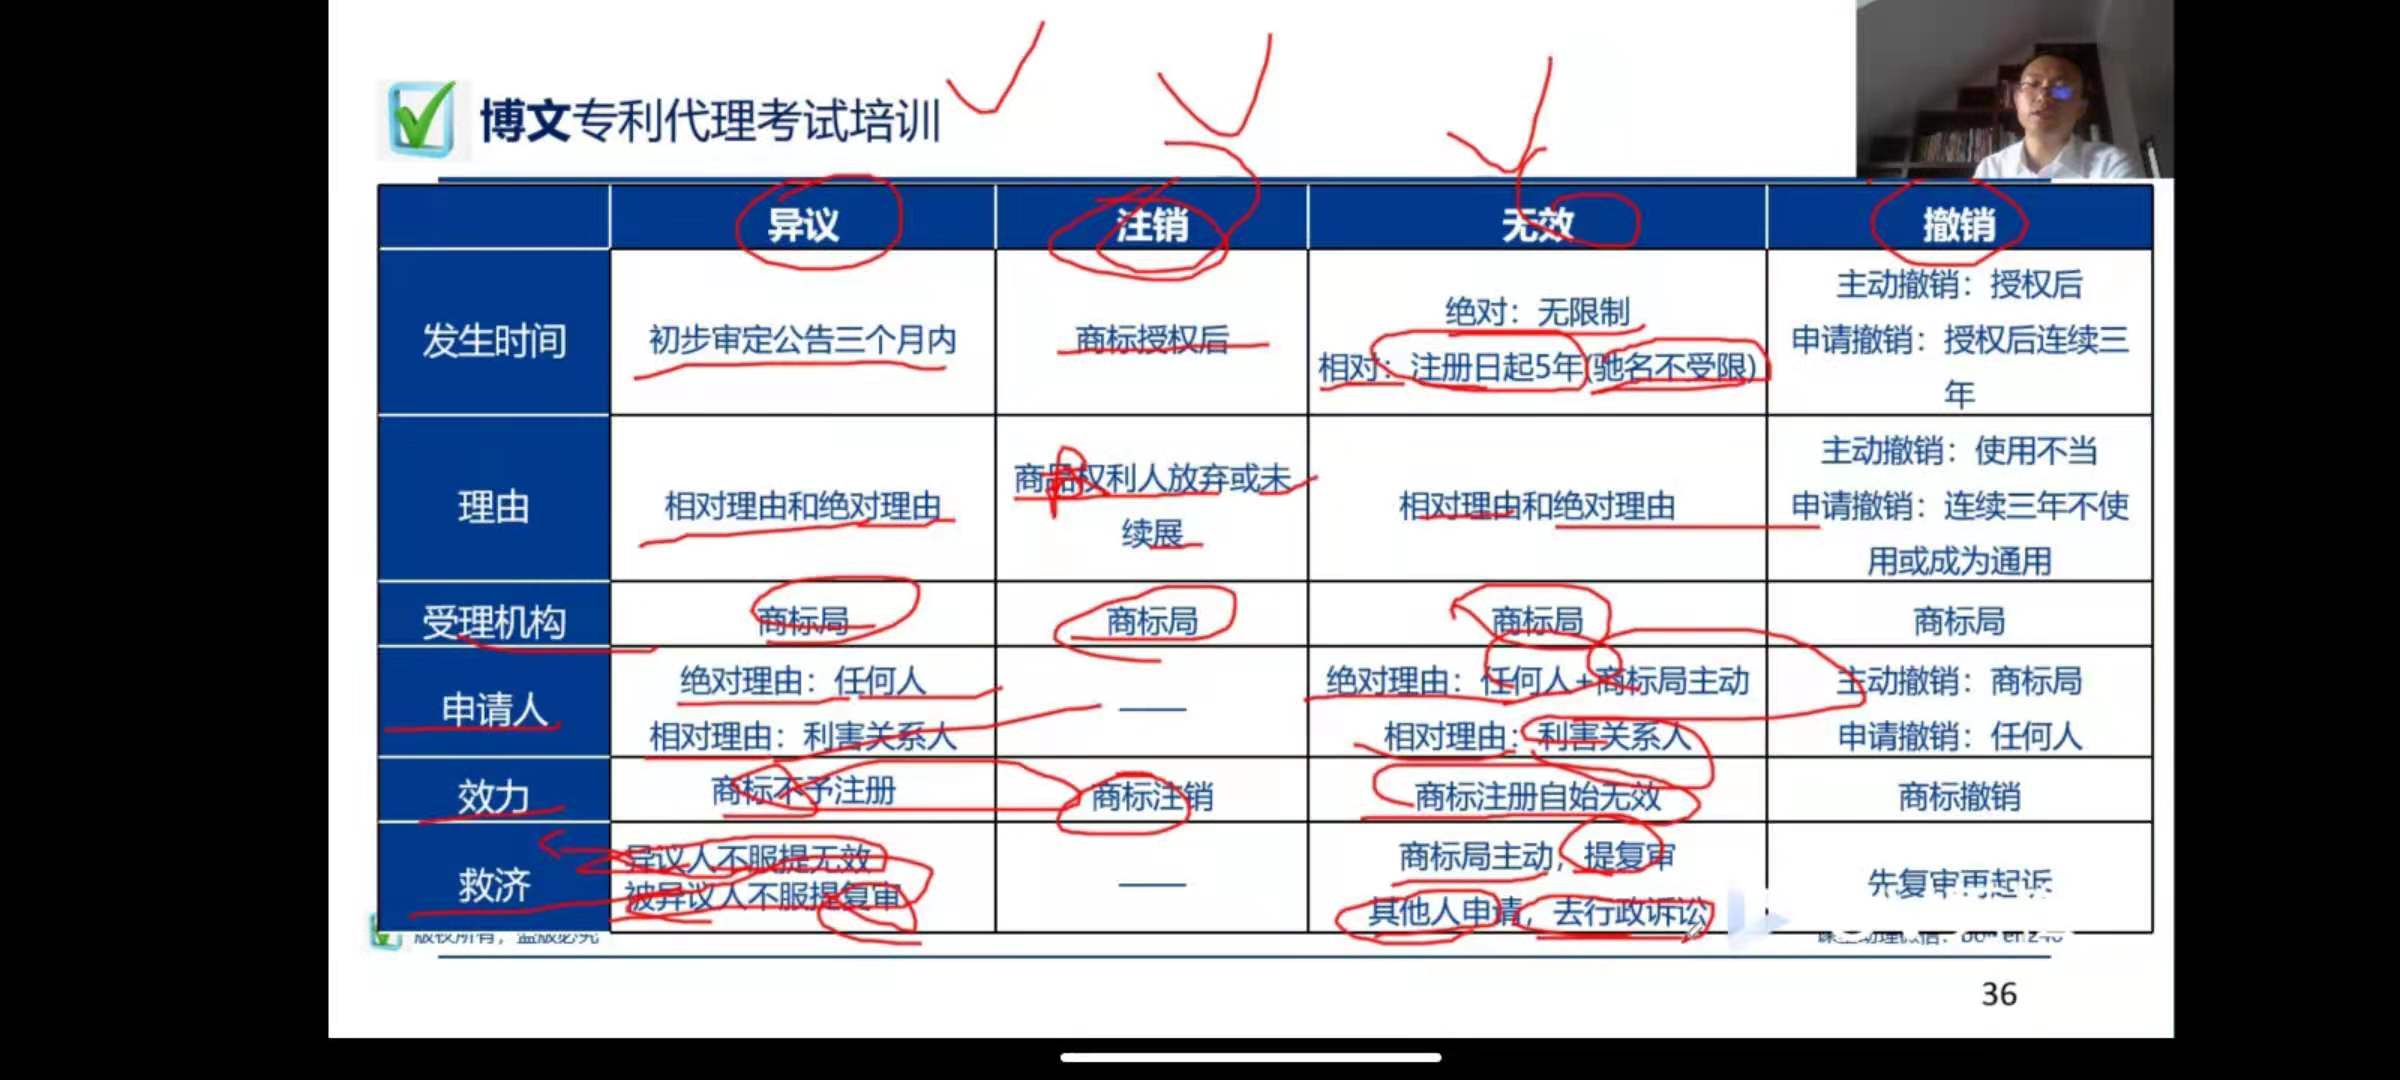 博文专利代理考试培训
异议 注销 无效 撤销
发生时间
初步审定公告三个月内
商标授权后
绝对：无限制
相对：注册日起5年(驰名不受限)
主动撤销：授权后
申请撤销：授权后连续三
年
理由
相对理由和绝对理由
商品权利人放弃或未
续展
相对理由和绝对理由
主动撤销：使用不当
申请撤销：连续三年不使
用或成为通用
受理机构
商标局
商标局
商标局
商标局
申请人
绝对理由：任何人
相对理由：利害关系人
——
绝对理由：任何人+商标局主动
相对理由：利害关系人
主动撤销：商标局
申请撤销：任何人
效力
商标不予注册
商标注销
商标注册自始无效
商标撤销
救济
异议人不服提无效
被异议人不服提复审
——
商标局主动，提复审
其他人申请，去行政诉讼
先复审再起诉
版权所有，盗版必究
36